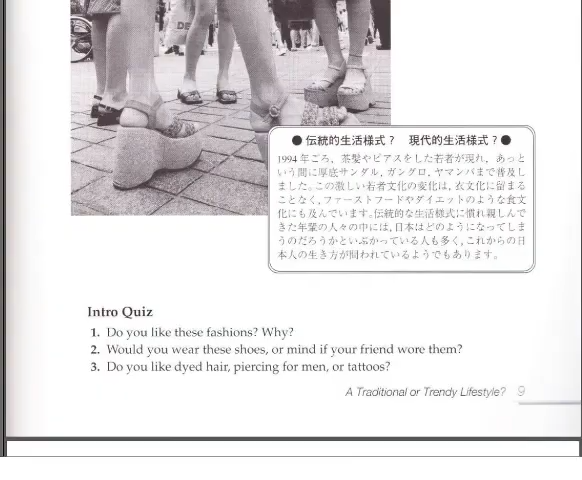 ●伝統的生活様式? 現代的生活様式?●
1994年ごろ、茶髪やピアスをした若者が現れ、あっと
いう間に厚底サンダル, ガングロ, ヤマンバまで普及し
ました。この激しい若者文化の変化は, 衣文化に留まる
ことなく, ファーストフードやダイエットのような食文
化にも及んでいます。伝統的な生活様式に慣れ親しんで
きた年輩の人々の中には, 日本はどのようになってしま
うのだろうかといぶかっている人も多く, これからの日
本人の生き方が問われているようでもあります。
Intro Quiz
1. Do you like these fashions? Why?
2. Would you wear these shoes, or mind if your friend wore them?
3. Do you like dyed hair, piercing for men, or tattoos?
A Traditional or Trendy Lifestyle? 9